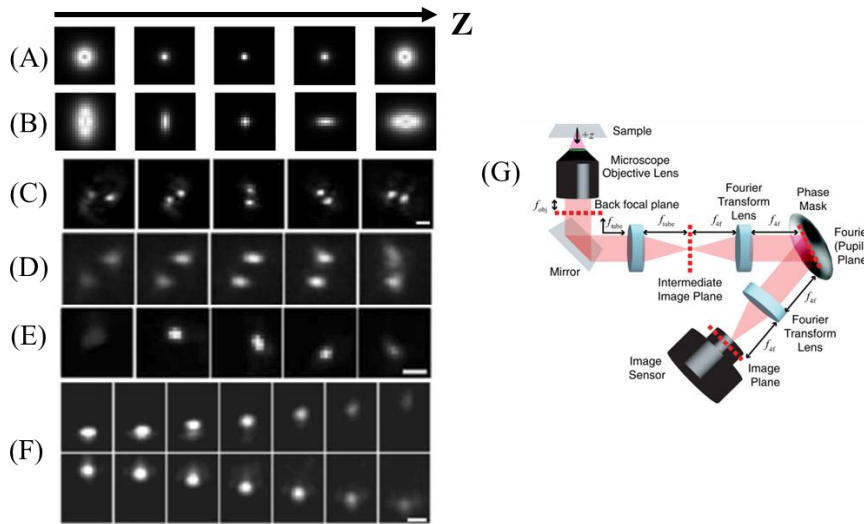 Z
(A)
(B)
(C)
(D)
(E)
(F)
(G)
+z
Sample
Microscope
Objective Lens
f_obj
Back focal plane
f_tube
f_tube
f_4f
f_4f
Mirror
Intermediate
Image Plane
Fourier
Transform
Lens
Phase
Mask
Fourie
(Pupil
Plane
f_4f
Fourier
Transform
Lens
f_4f
Image
Sensor
Image
Plane